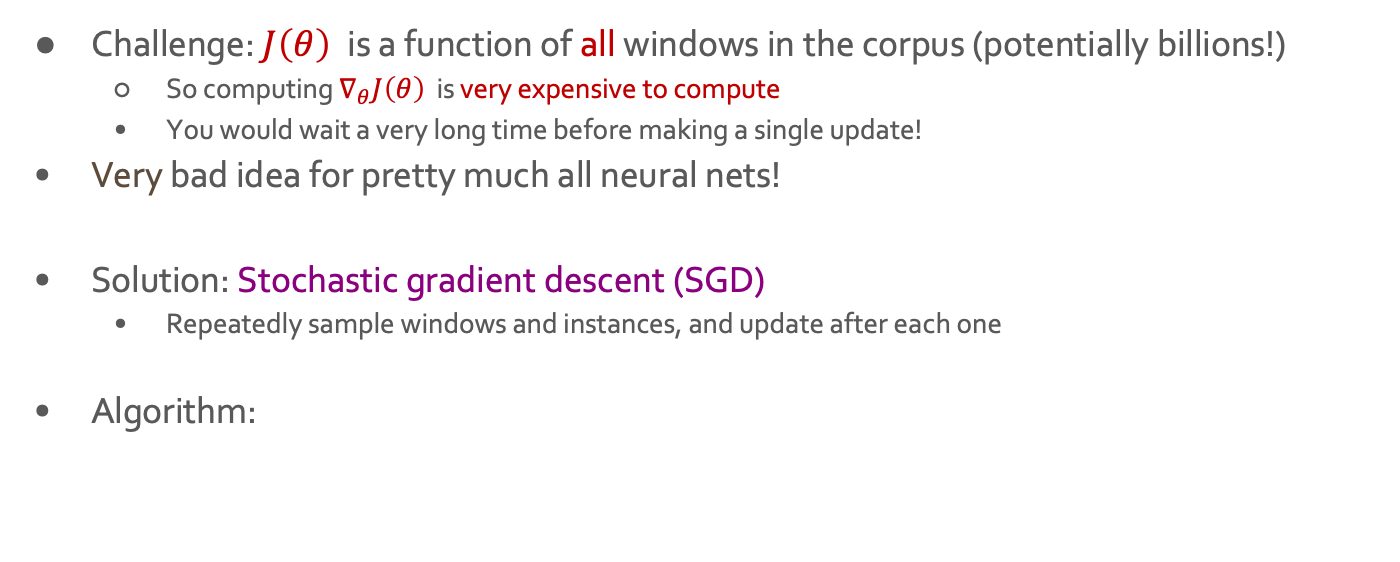 ● Challenge: J(θ) is a function of all windows in the corpus (potentially billions!)
○ So computing ∇θJ(θ) is very expensive to compute
• You would wait a very long time before making a single update!
• Very bad idea for pretty much all neural nets!
• Solution: Stochastic gradient descent (SGD)
• Repeatedly sample windows and instances, and update after each one
• Algorithm: